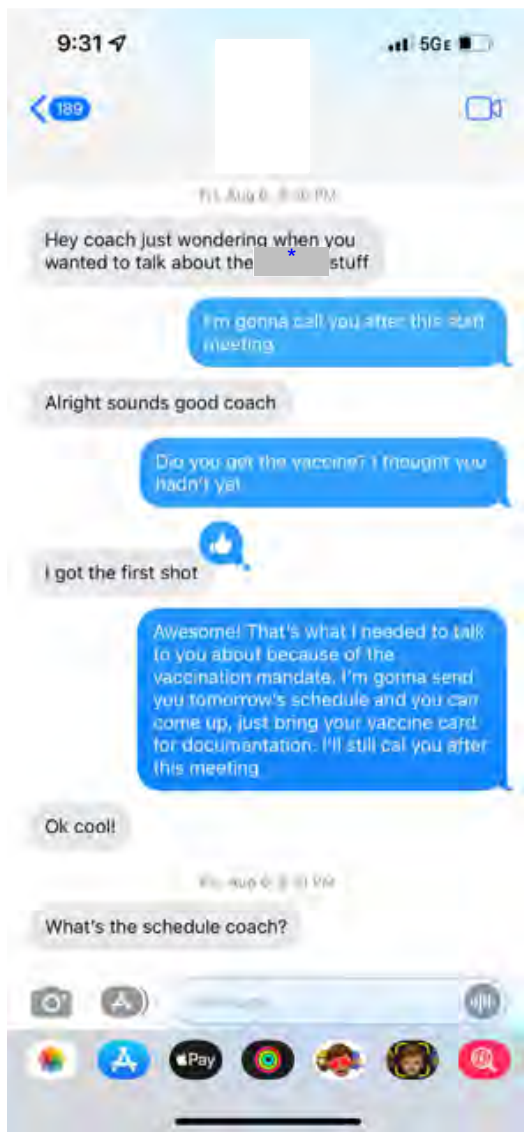 9:31
5GE
189
Fri, Aug 6,
Hey coach just wondering when you
wanted to talk about the * stuff
I'm gonna call you after this staff
meeting
Alright sounds good coach
Did you get the vaccine? I thought you
hadn't yet
I got the first shot
Awesome! That's what I needed to talk
to you about because of the
vaccination mandate. I'm gonna send
you tomorrow's schedule and you can
come up, just bring your vaccine card
for documentation. I'll still cal you after
this meeting
Ok cool!
Fri, Aug 6,
What's the schedule coach?
Pay